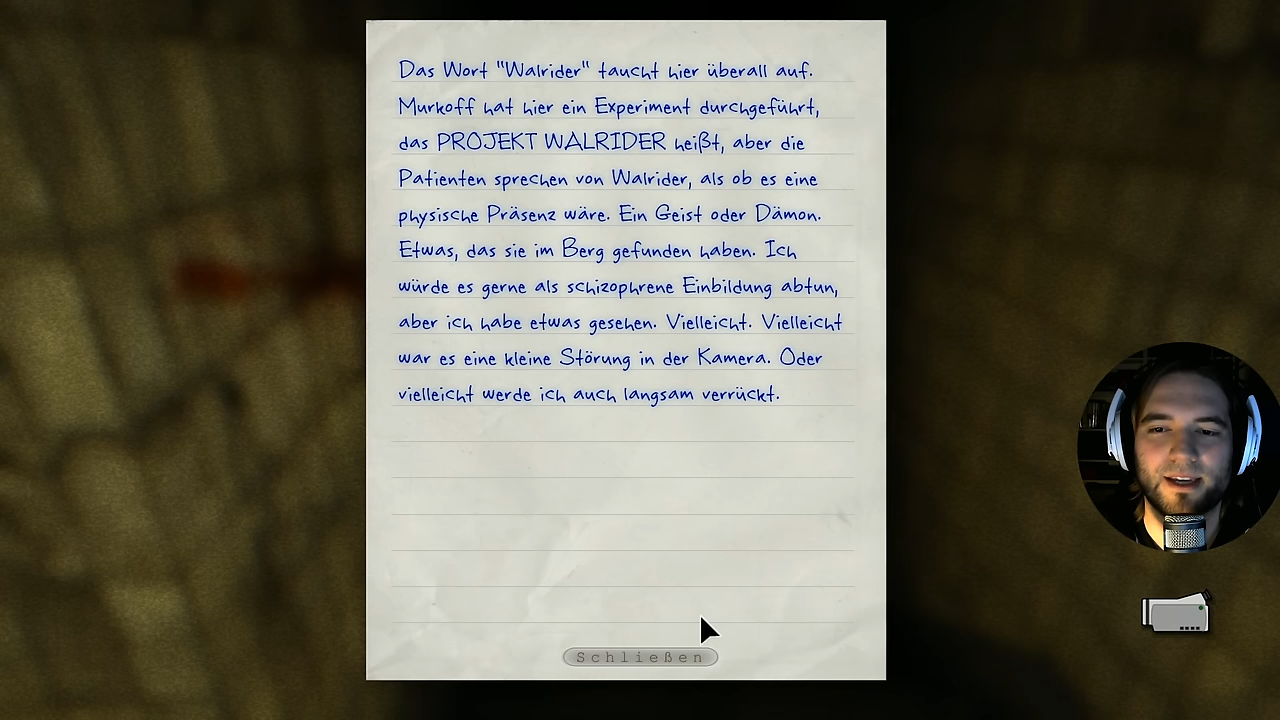 Das Wort "Walrider" taucht hier überall auf.
Murkoff hat hier ein Experiment durchgeführt,
das PROJEKT WALRIDER heißt, aber die
Patienten sprechen von Walrider, als ob es eine
physische Präsenz wäre. Ein Geist oder Dämon.
Etwas, das sie im Berg gefunden haben. Ich
würde es gerne als schizophrene Einbildung abtun,
aber ich habe etwas gesehen. Vielleicht. Vielleicht
war es eine kleine Störung in der Kamera. Oder
vielleicht werde ich auch langsam verrückt.
Schließen